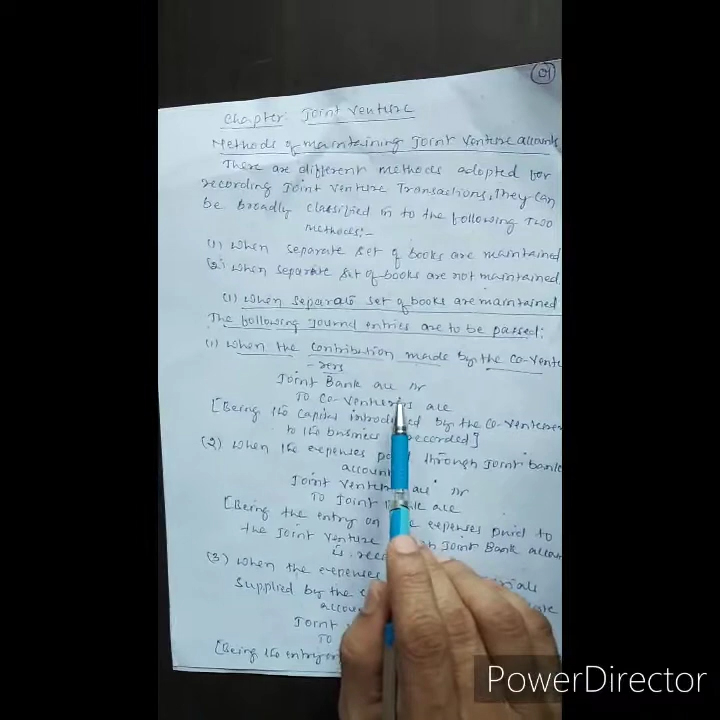 01
Chapter: Joint Venture
Methods of maintaining Joint Venture accounts
There are different methods adopted for
recording Joint Venture Transactions, They can
be broadly classified in to the following Two
methods:-
(1) When separate set of books are maintained
(2) When separate set of books are not maintained
(1) When separate set of books are maintained
The following Journal entries are to be passed:
(1) When the contribution made by the co-ventu
-rers
Joint Bank a/c Dr
To Co-venturers a/c
[Being the capital introduced by the co-venturer
to the business recorded]
(2) When the expenses paid through Joint bank
account
Joint Venture a/c Dr
To Joint Bank a/c
[Being the entry on expenses paid to
the Joint Venture Joint Bank accou
is
(3) When the expenses
Supplied by the
Joint
To
[Being the entry on
PowerDirector